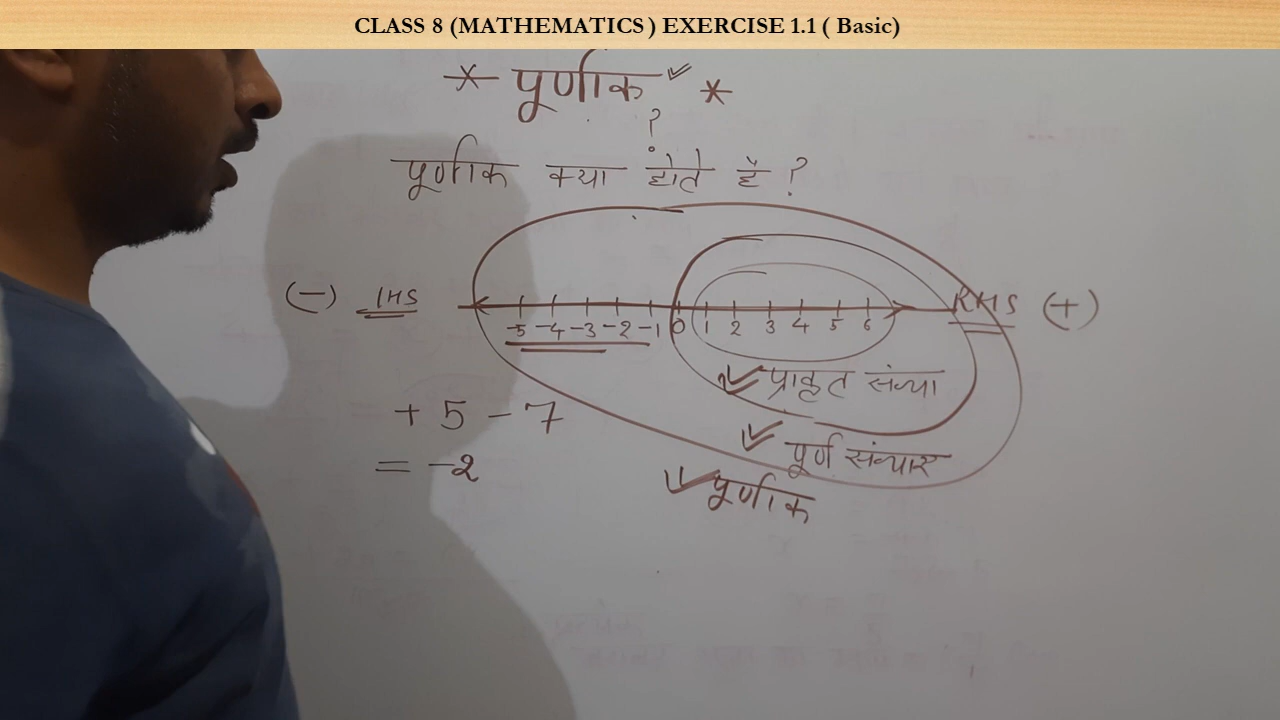 CLASS 8 (MATHEMATICS ) EXERCISE 1.1 ( Basic)
* पूर्णांक ✓ *
?
पूर्णांक क्या होते है ?
(-) LHS
RHS (+)
-5 -4 -3 -2 -1 0 1 2 3 4 5 6
✓ प्राकृत संख्या
+ 5 - 7
✓ पूर्ण संख्याए
= -2
✓ पूर्णांक